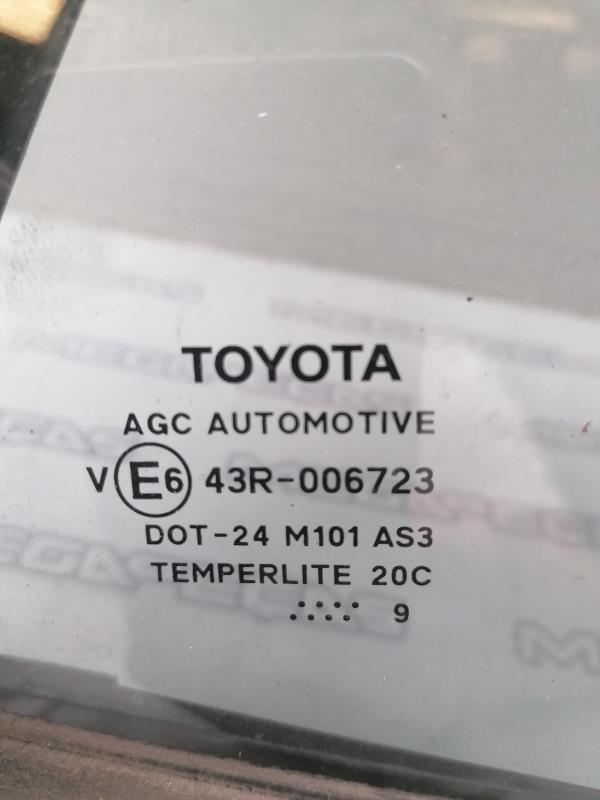 TOYOTA
AGC AUTOMOTIVE
V E6 43R-006723
DOT-24 M101 AS3
TEMPERLITE 20C
9